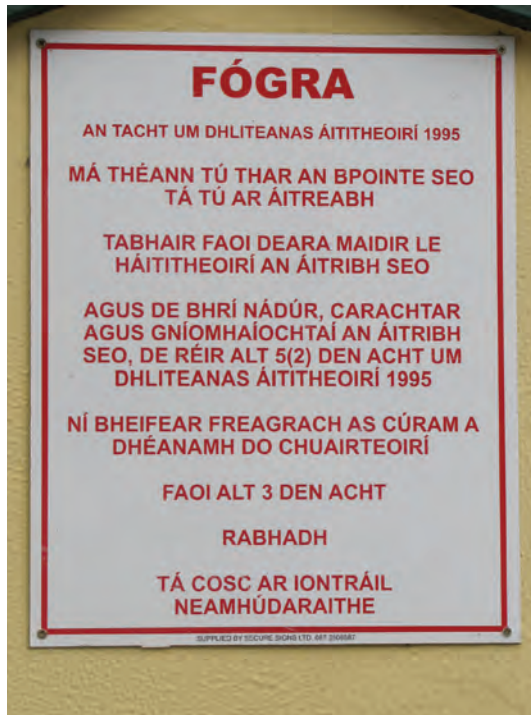 FÓGRA
AN TACHT UM DHLITEANAS ÁITITHEOIRÍ 1995
MÁ THÉANN TÚ THAR AN BPOINTE SEO
TÁ TÚ AR ÁITREABH
TABHAIR FAOI DEARA MAIDIR LE
HÁITITHEOIRÍ AN ÁITRIBH SEO
AGUS DE BHRÍ NÁDÚR, CARACHTAR
AGUS GNÍOMHAÍOCHTAÍ AN ÁITRIBH
SEO, DE RÉIR ALT 5(2) DEN ACHT UM
DHLITEANAS ÁITITHEOIRÍ 1995
NÍ BHEIFEAR FREAGRACH AS CÚRAM A
DHÉANAMH DO CHUAIRTEOIRÍ
FAOI ALT 3 DEN ACHT
RABHADH
TÁ COSC AR IONTRÁIL
NEAMHÚDARAITHE
SUPPLIED BY SECURE SIGNS LTD.